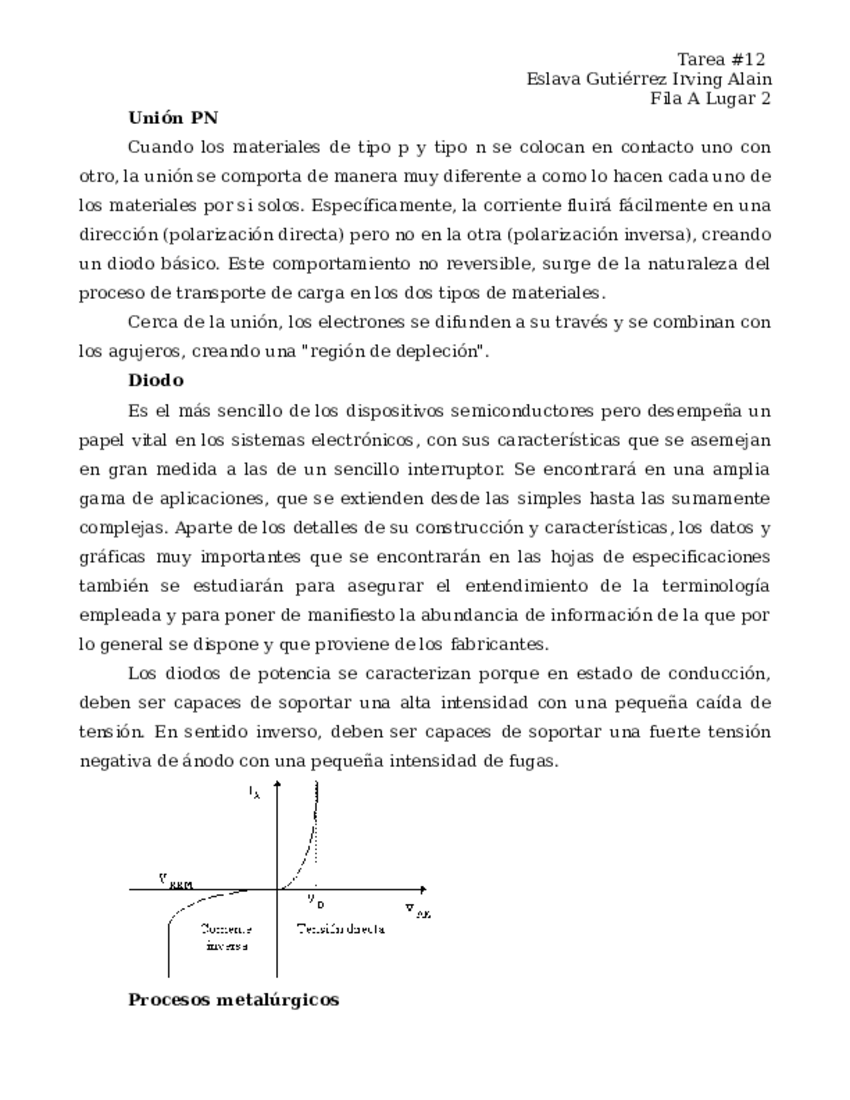 Tarea #12
Eslava Gutiérrez Irving Alain
Fila A Lugar 2
Unión PN
Cuando los materiales de tipo p y tipo n se colocan en contacto uno con
otro, la unión se comporta de manera muy diferente a como lo hacen cada uno de
los materiales por si solos. Específicamente, la corriente fluirá fácilmente en una
dirección (polarización directa) pero no en la otra (polarización inversa), creando
un diodo básico. Este comportamiento no reversible, surge de la naturaleza del
proceso de transporte de carga en los dos tipos de materiales.
Cerca de la unión, los electrones se difunden a su través y se combinan con
los agujeros, creando una "región de depleción".
Diodo
Es el más sencillo de los dispositivos semiconductores pero desempeña un
papel vital en los sistemas electrónicos, con sus características que se asemejan
en gran medida a las de un sencillo interruptor. Se encontrará en una amplia
gama de aplicaciones, que se extienden desde las simples hasta las sumamente
complejas. Aparte de los detalles de su construcción y características, los datos y
gráficas muy importantes que se encontrarán en las hojas de especificaciones
también se estudiarán para asegurar el entendimiento de la terminología
empleada y para poner de manifiesto la abundancia de información de la que por
lo general se dispone y que proviene de los fabricantes.
Los diodos de potencia se caracterizan porque en estado de conducción,
deben ser capaces de soportar una alta intensidad con una pequeña caída de
tensión. En sentido inverso, deben ser capaces de soportar una fuerte tensión
negativa de ánodo con una pequeña intensidad de fugas.
I A
V RRM
V D
V AK
Corriente
inversa
Tensión directa
Procesos metalúrgicos